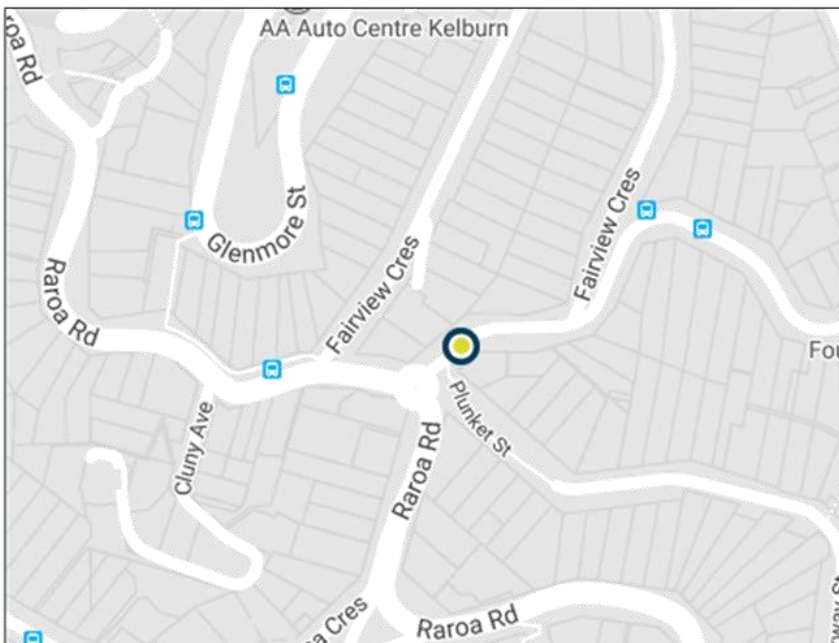 AA Auto Centre Kelburn
roa Rd
Glenmore St
Fairview Cres
Fairview Cres
Raroa Rd
Fou
Plunket St
Cluny Ave
Raroa Rd
a Cres
Raroa Rd